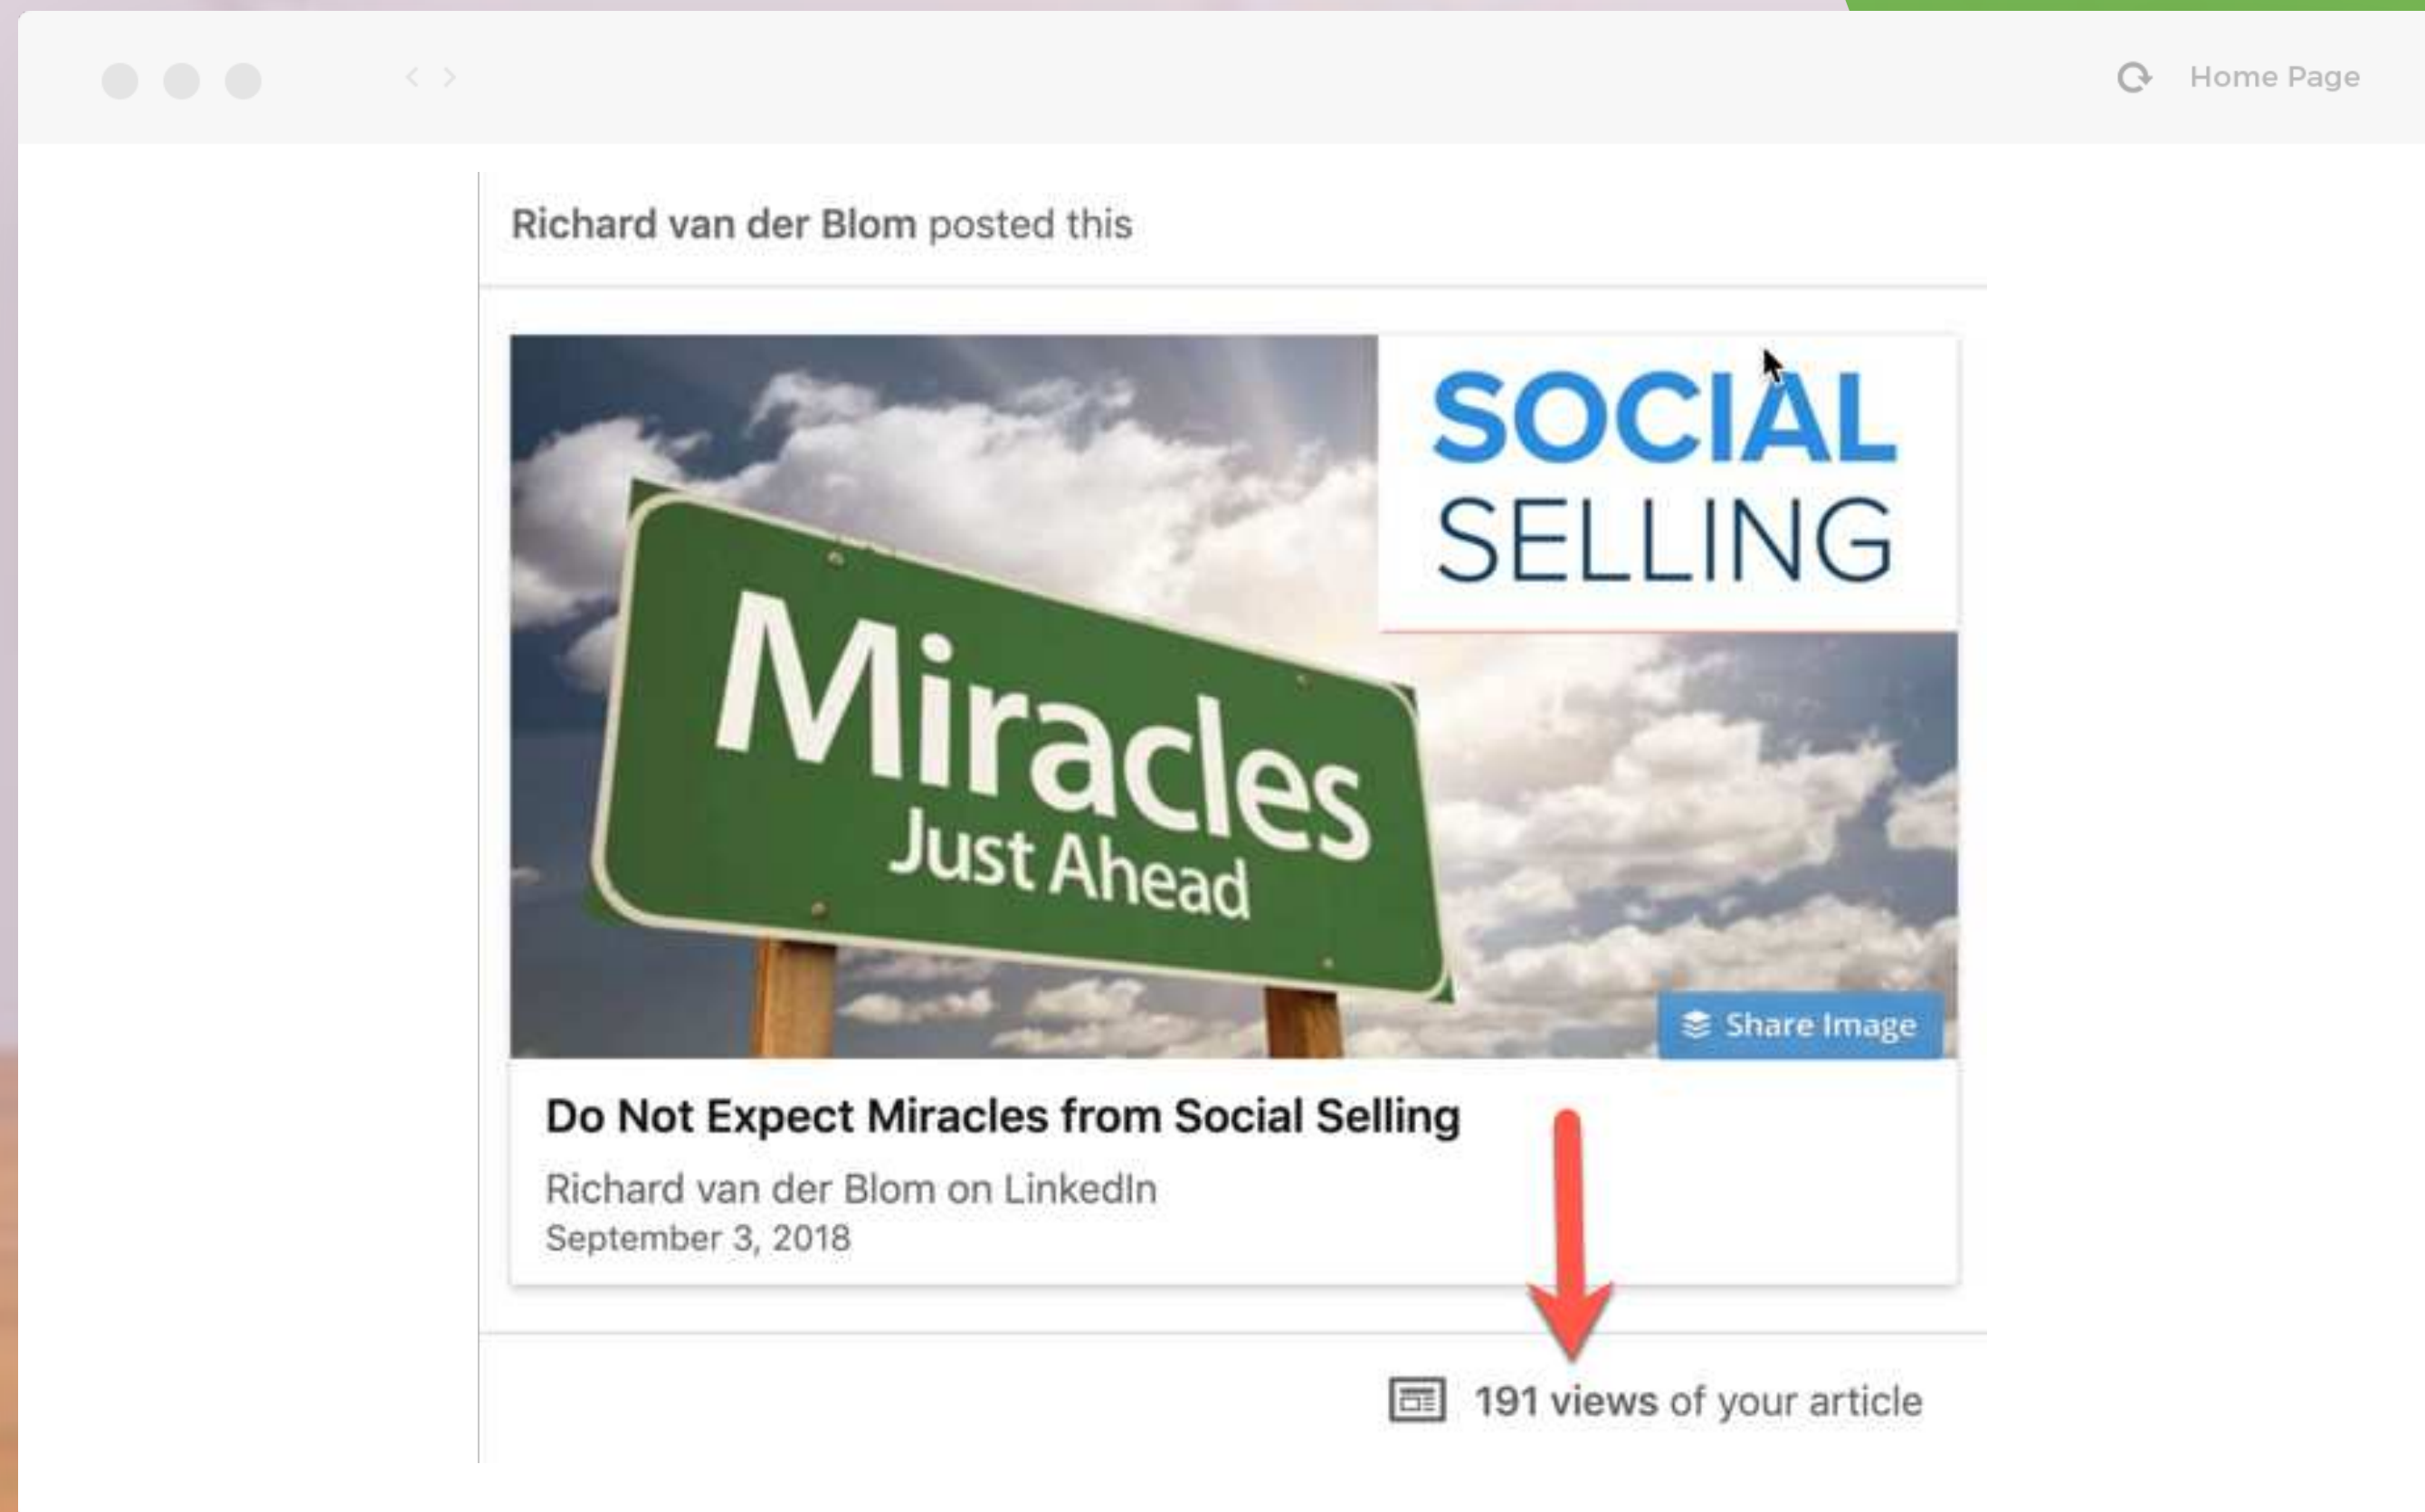 Home Page
Richard van der Blom posted this
SOCIAL
SELLING
Miracles
Just Ahead
Share Image
Do Not Expect Miracles from Social Selling
Richard van der Blom on LinkedIn
September 3, 2018
191 views of your article